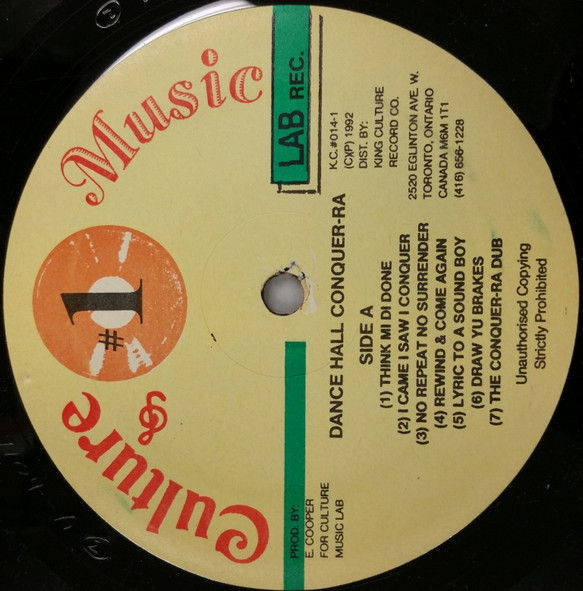 Culture & Music
#1
LAB REC.
PROD. BY:
E. COOPER
FOR CULTURE
MUSIC LAB
K.C.#014-1
(C)(P) 1992
DIST. BY:
KING CULTURE
RECORD CO.
2520 EGLINTON AVE. W.
TORONTO, ONTARIO
CANADA M6M 1T1
(416) 656-1228
DANCE HALL CONQUER-RA
SIDE A
(1) THINK MI DI DONE
(2) I CAME I SAW I CONQUER
(3) NO REPEAT NO SURRENDER
(4) REWIND & COME AGAIN
(5) LYRIC TO A SOUND BOY
(6) DRAW YU BRAKES
(7) THE CONQUER-RA DUB
Unauthorised Copying
Strictly Prohibited